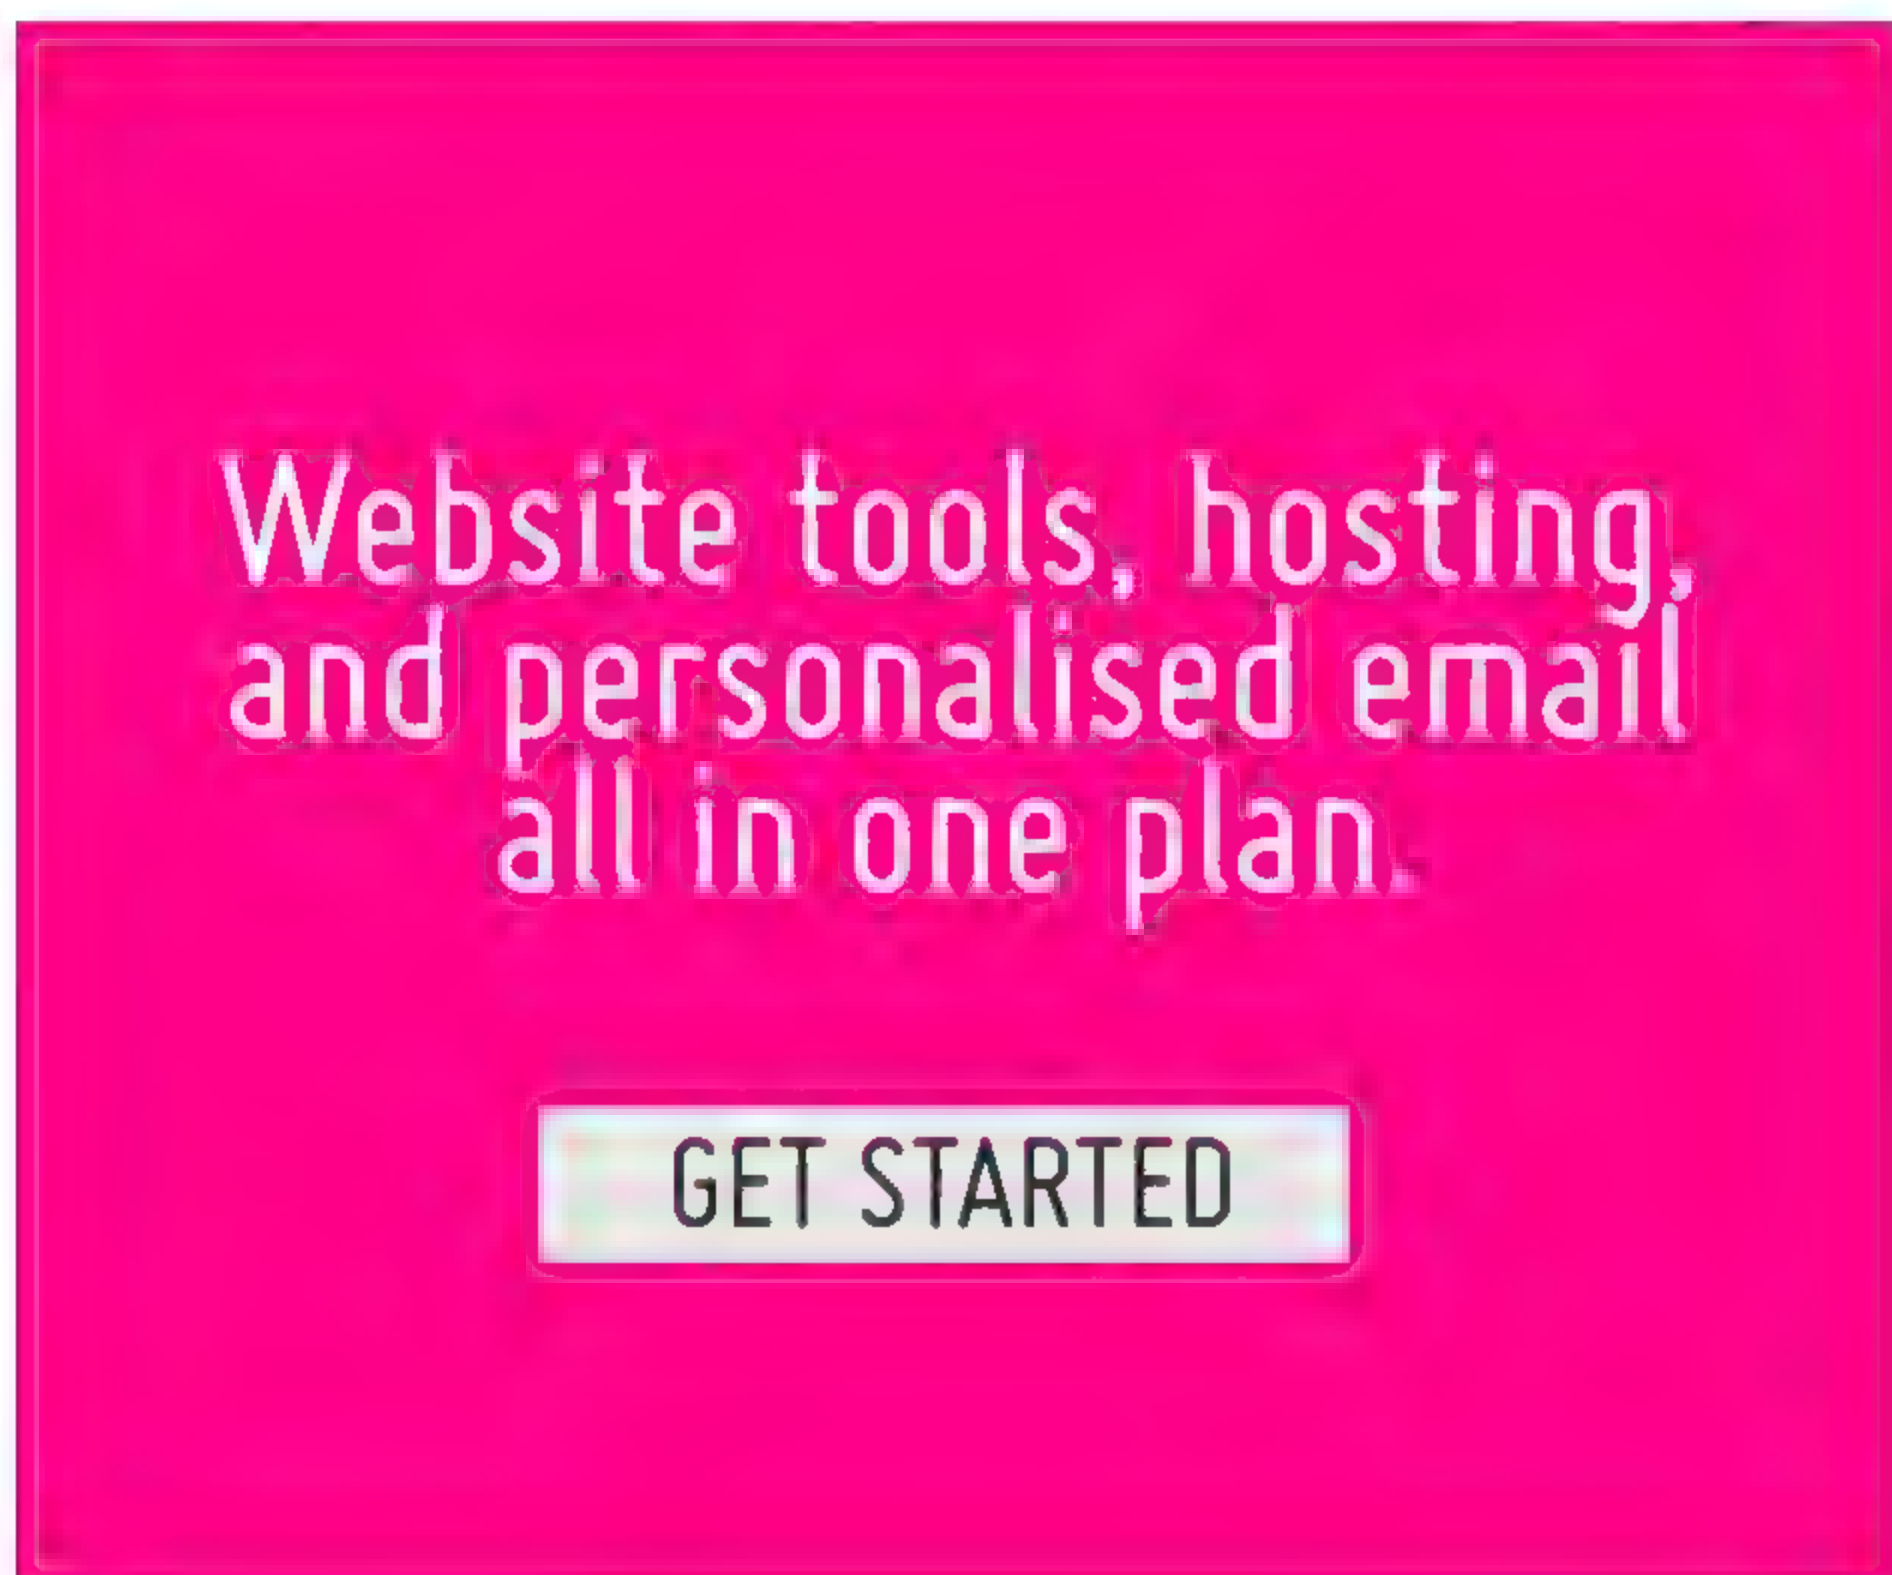 Website tools, hosting,
and personalised email
all in one plan.
GET STARTED